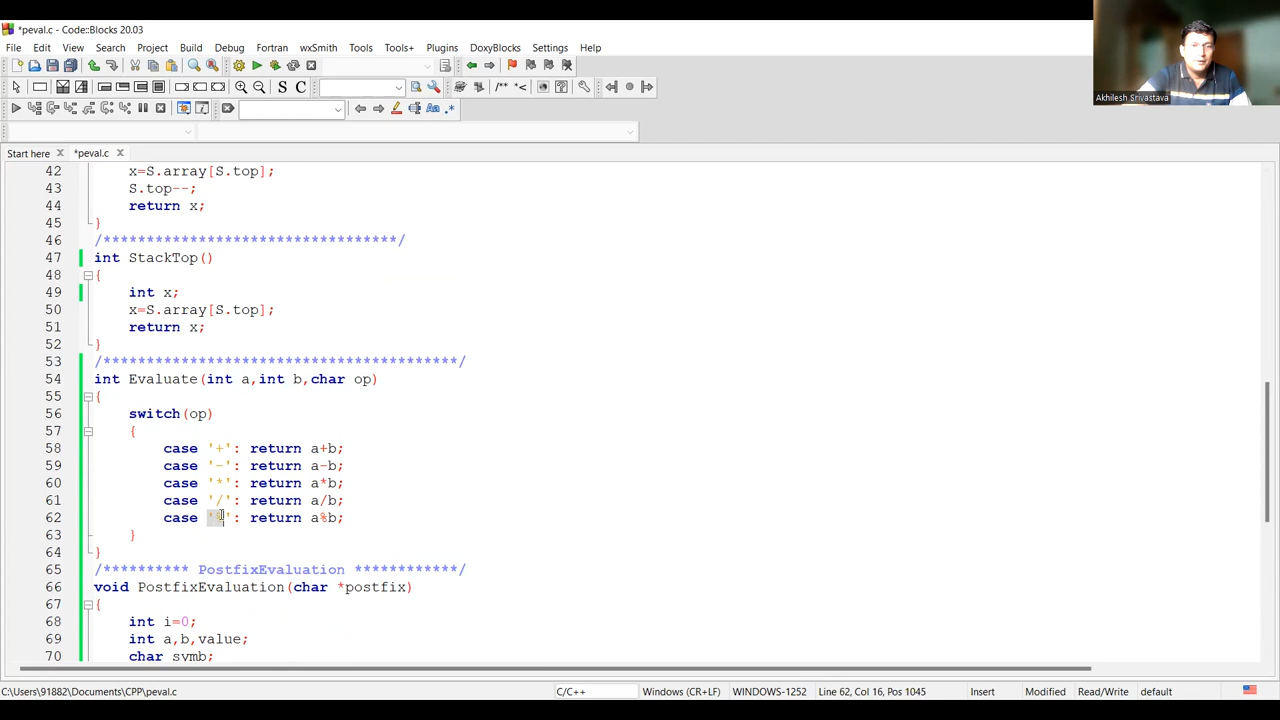 *peval.c - Code::Blocks 20.03
File Edit View Search Project Build Debug Fortran wxSmith Tools Tools+ Plugins DoxyBlocks Settings Help
S C
/** *<
Aa .*
Akhilesh Srivastava
Start here *peval.c
42 x=S.array[S.top];
43 S.top--;
44 return x;
45 }
46 /**********************************/
47 int StackTop()
48 {
49 int x;
50 x=S.array[S.top];
51 return x;
52 }
53 /*****************************************/
54 int Evaluate(int a,int b,char op)
55 {
56 switch(op)
57 {
58 case '+': return a+b;
59 case '-': return a-b;
60 case '*': return a*b;
61 case '/': return a/b;
62 case '%': return a%b;
63 }
64 }
65 /********** PostfixEvaluation ************/
66 void PostfixEvaluation(char *postfix)
67 {
68 int i=0;
69 int a,b,value;
70 char symb;
C:\Users\91882\Documents\CPP\peval.c C/C++ Windows (CR+LF) WINDOWS-1252 Line 62, Col 16, Pos 1045 Insert Modified Read/Write default